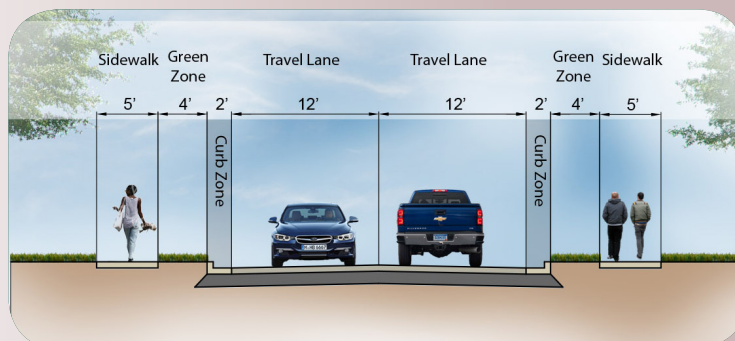 Sidewalk
Green
Zone
Travel Lane
Travel Lane
Green
Zone
Sidewalk
5'
4'
2'
12'
12'
2'
4'
5'
Curb Zone
Curb Zone
CHEVROLET